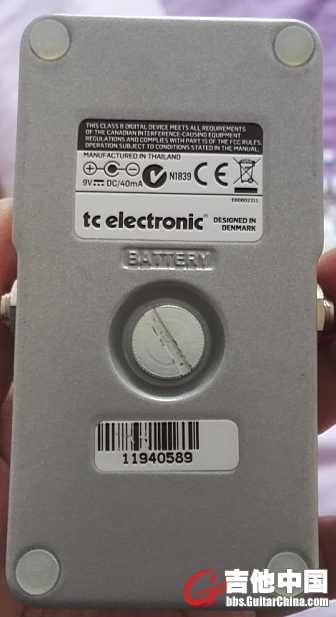 THIS CLASS B DIGITAL DEVICE MEETS ALL REQUIREMENTS
OF THE CANADIAN INTERFERENCE-CAUSING EQUIPMENT
REGULATIONS AND COMPLIES WITH PART 15 OF THE FCC RULES.
OPERATION SUBJECT TO CONDITIONS STATED IN THE MANUAL.
MANUFACTURED IN THAILAND
9V⎓DC/40mA
N1839
CE
E60602211
tc electronic®
DESIGNED IN
DENMARK
BATTERY
11940589
吉他中国
bbs.GuitarChina.com